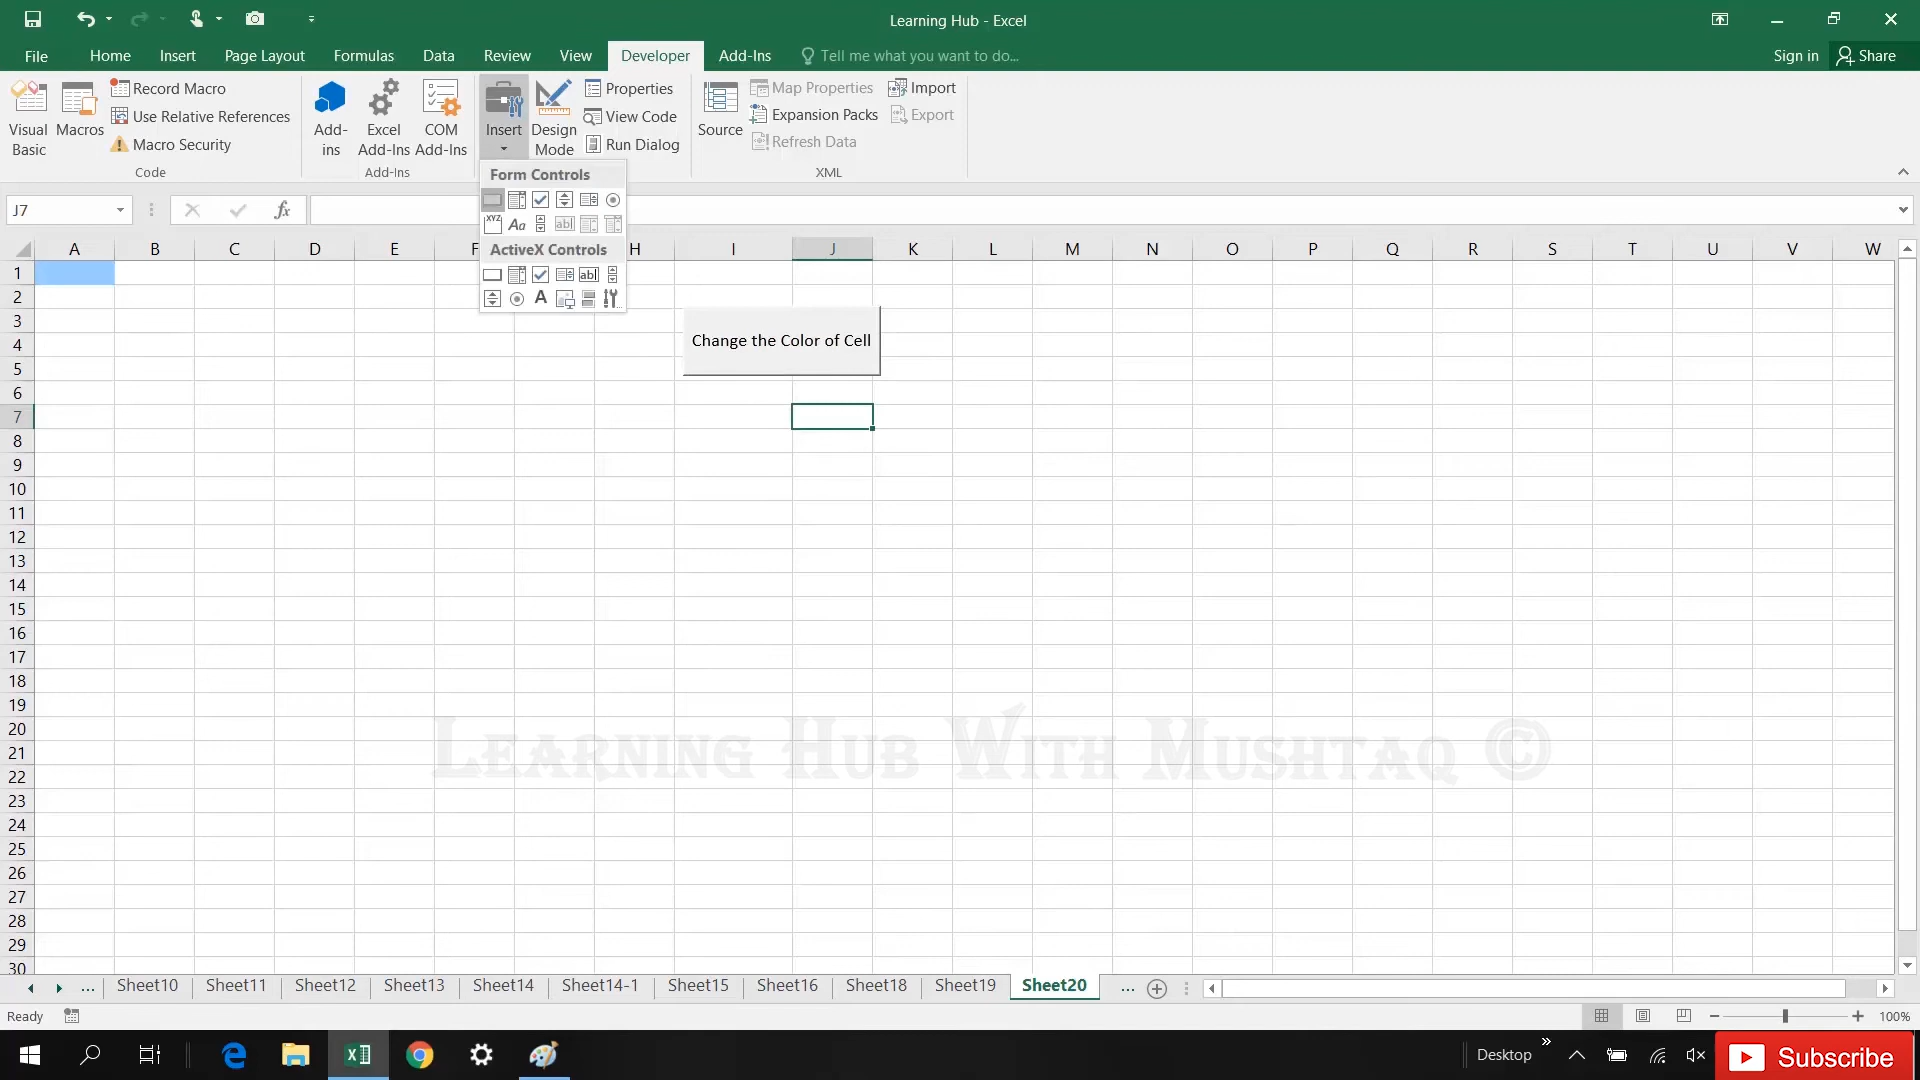 Learning Hub - Excel
File Home Insert Page Layout Formulas Data Review View Developer Add-Ins Tell me what you want to do... Sign in Share
Visual Basic
Macros
Record Macro
Use Relative References
Macro Security
Code
Add-ins
Excel Add-Ins
COM Add-Ins
Add-Ins
Insert
Design Mode
Properties
View Code
Run Dialog
Source
Map Properties
Expansion Packs
Refresh Data
Import
Export
XML
Form Controls
XYZ Aa ab|
ActiveX Controls
ab|
A
J7 fx
A B C D E F H I J K L M N O P Q R S T U V W
1
2
3
4
5
6
7
8
9
10
11
12
13
14
15
16
17
18
19
20
21
22
23
24
25
26
27
28
29
30
Change the Color of Cell
Learning Hub With Mushtaq ©
... Sheet10 Sheet11 Sheet12 Sheet13 Sheet14 Sheet14-1 Sheet15 Sheet16 Sheet18 Sheet19 Sheet20 ...
Ready 100%
Desktop » Subscribe